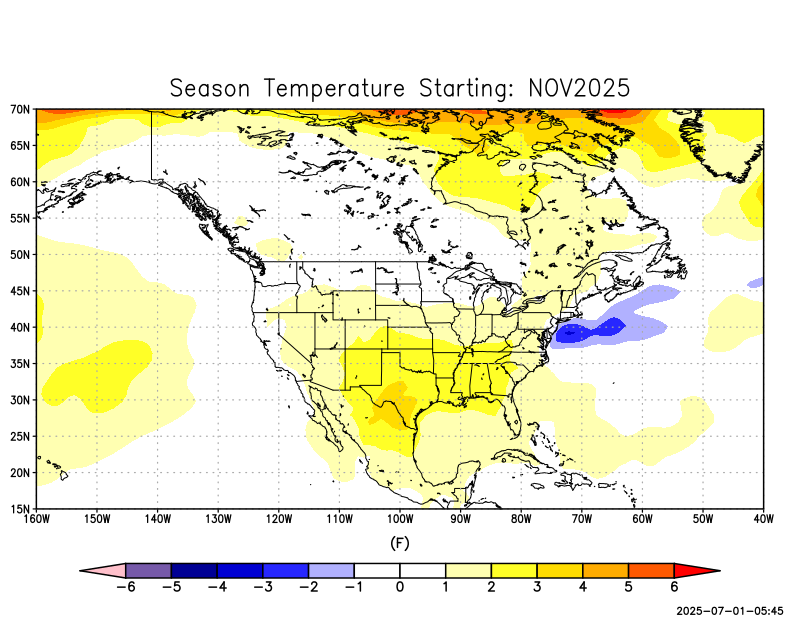 Season Temperature Starting: NOV2025
70N
65N
60N
55N
50N
45N
40N
35N
30N
25N
20N
15N
160W 150W 140W 130W 120W 110W 100W 90W 80W 70W 60W 50W 40W
(F)
−6 −5 −4 −3 −2 −1 0 1 2 3 4 5 6
2025-07-01-05:45